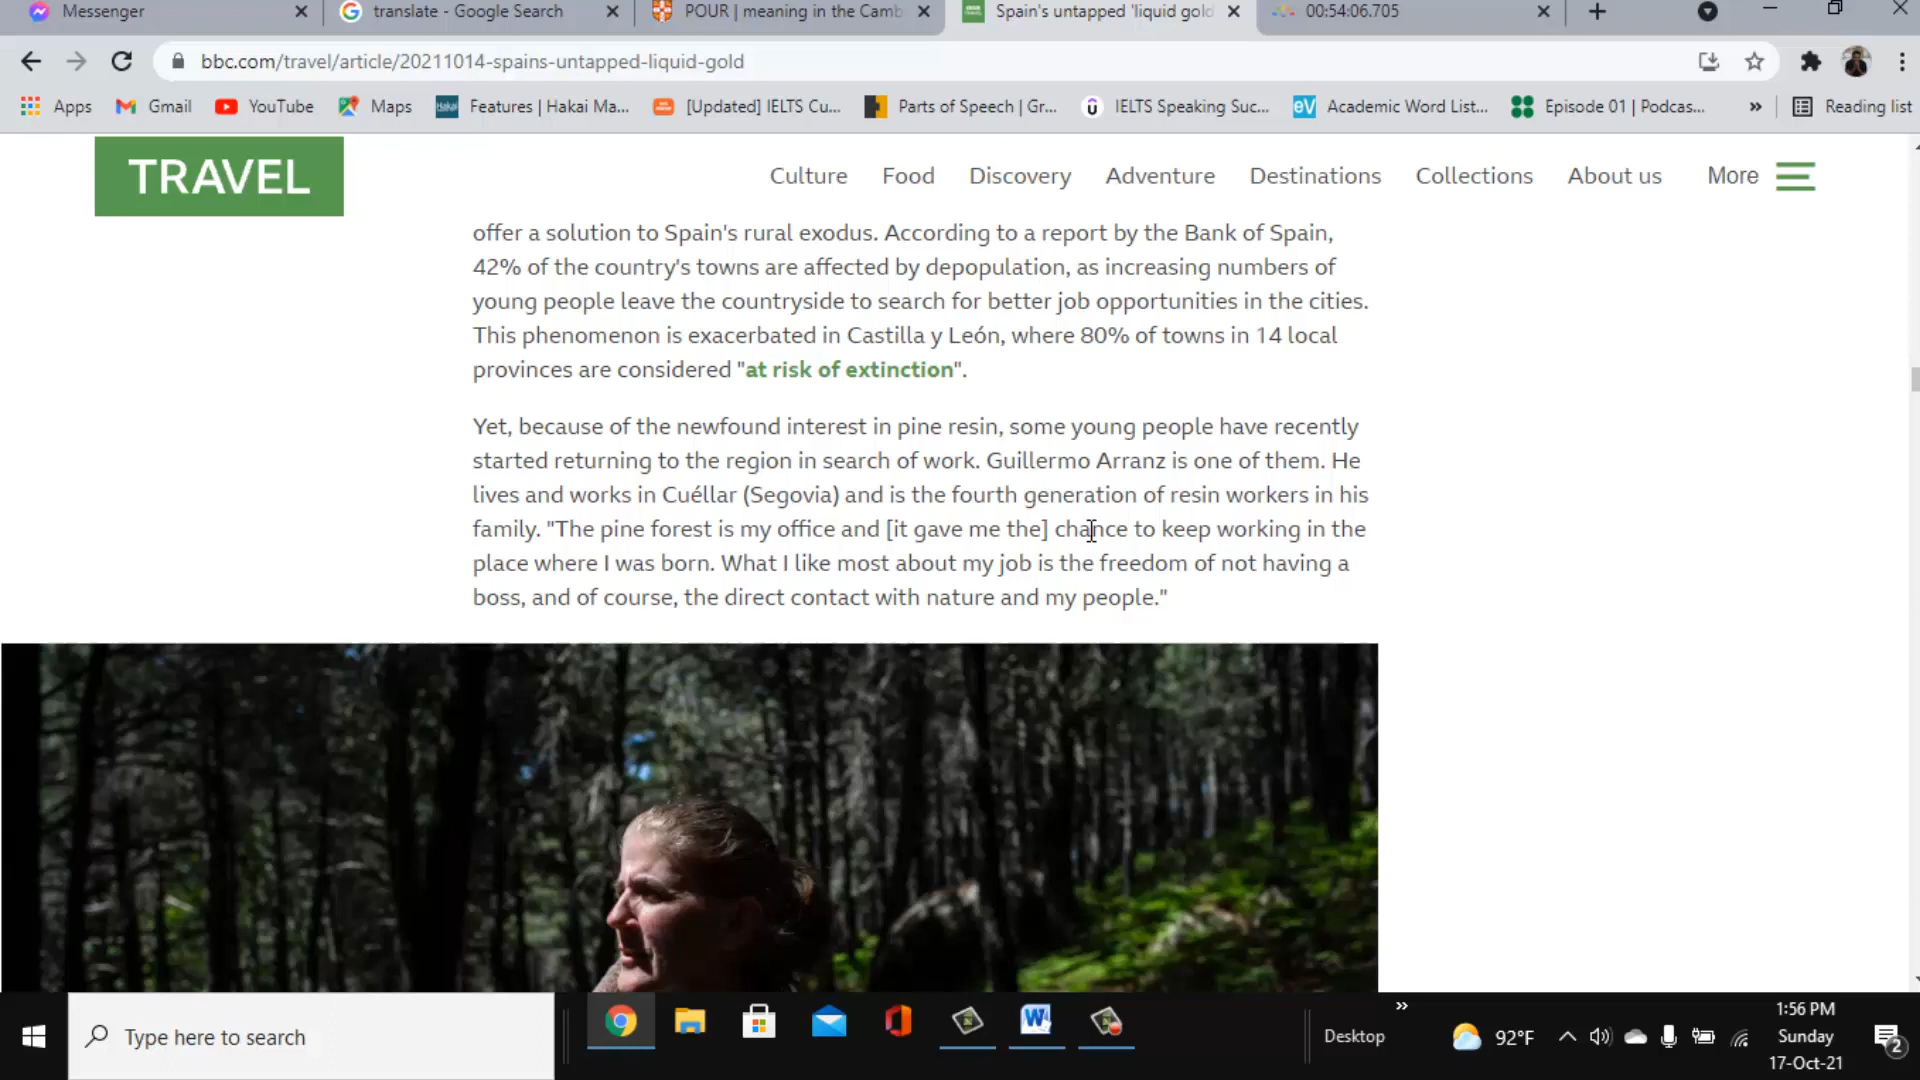 Messenger
translate - Google Search
POUR | meaning in the Camb
Spain's untapped 'liquid gold
00:54:06.705
bbc.com/travel/article/20211014-spains-untapped-liquid-gold
Apps
Gmail
YouTube
Maps
Hakai
Features | Hakai Ma...
[Updated] IELTS Cu...
Parts of Speech | Gr...
IELTS Speaking Suc...
eV
Academic Word List...
Episode 01 | Podcas...
»
Reading list
TRAVEL
Culture
Food
Discovery
Adventure
Destinations
Collections
About us
More
offer a solution to Spain's rural exodus. According to a report by the Bank of Spain,
42% of the country's towns are affected by depopulation, as increasing numbers of
young people leave the countryside to search for better job opportunities in the cities.
This phenomenon is exacerbated in Castilla y León, where 80% of towns in 14 local
provinces are considered "at risk of extinction".
Yet, because of the newfound interest in pine resin, some young people have recently
started returning to the region in search of work. Guillermo Arranz is one of them. He
lives and works in Cuéllar (Segovia) and is the fourth generation of resin workers in his
family. "The pine forest is my office and [it gave me the] chance to keep working in the
place where I was born. What I like most about my job is the freedom of not having a
boss, and of course, the direct contact with nature and my people."
Type here to search
Desktop
»
92°F
1:56 PM
Sunday
17-Oct-21
2